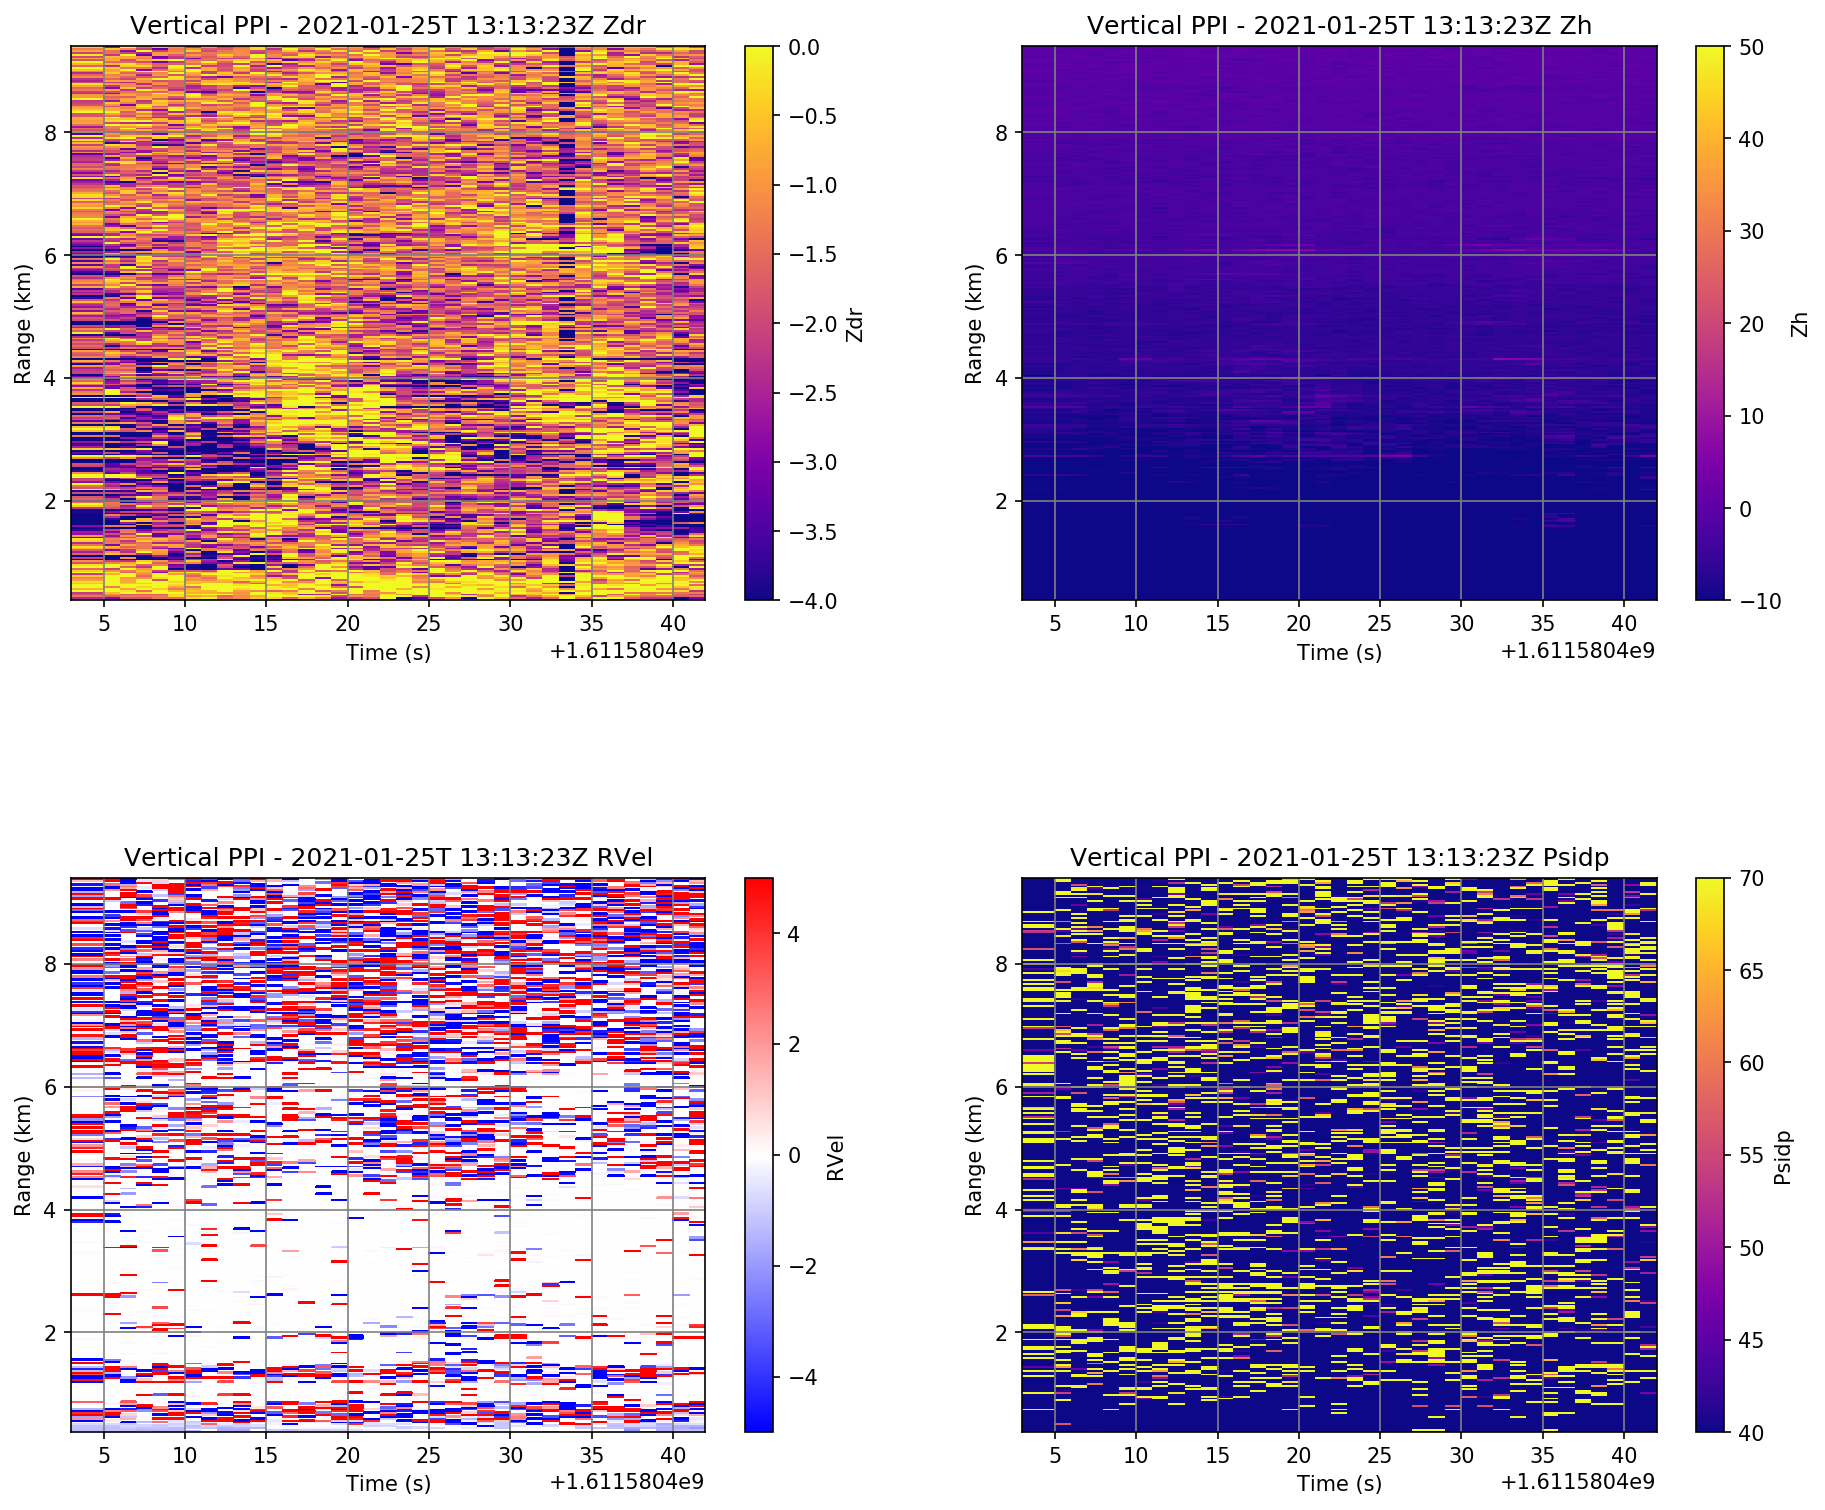 Vertical PPI - 2021-01-25T 13:13:23Z Zdr
8
6
4
2
Range (km)
5 10 15 20 25 30 35 40
Time (s)
+1.6115804e9
0.0
−0.5
−1.0
−1.5
−2.0
−2.5
−3.0
−3.5
−4.0
Zdr
Vertical PPI - 2021-01-25T 13:13:23Z Zh
8
6
4
2
Range (km)
5 10 15 20 25 30 35 40
Time (s)
+1.6115804e9
50
40
30
20
10
0
−10
Zh
Vertical PPI - 2021-01-25T 13:13:23Z RVel
8
6
4
2
Range (km)
5 10 15 20 25 30 35 40
Time (s)
+1.6115804e9
4
2
0
−2
−4
RVel
Vertical PPI - 2021-01-25T 13:13:23Z Psidp
8
6
4
2
Range (km)
5 10 15 20 25 30 35 40
Time (s)
+1.6115804e9
70
65
60
55
50
45
40
Psidp